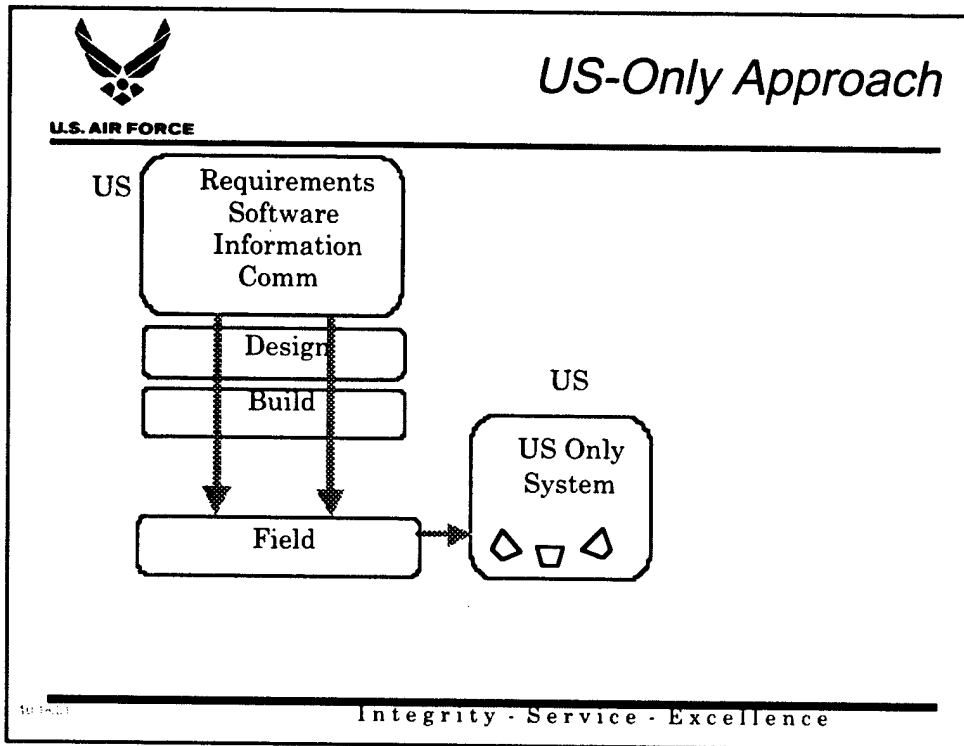 US-Only Approach
U.S. AIR FORCE
US
Requirements
Software
Information
Comm
Design
Build
US
US Only
System
Field
Integrity - Service - Excellence